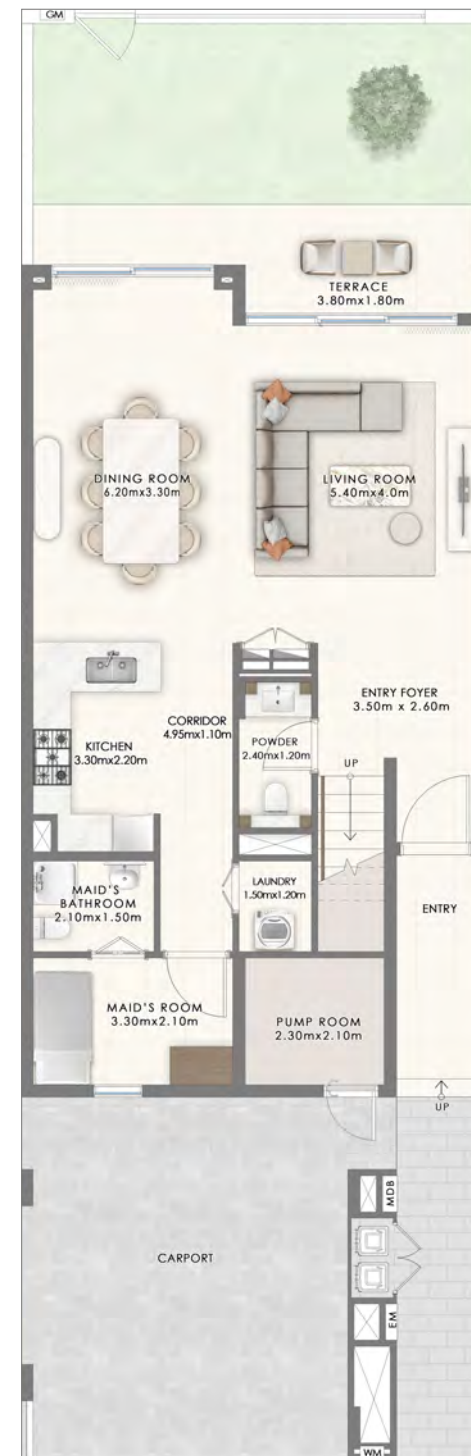 GM
TERRACE
3.80mx1.80m
DINING ROOM
6.20mx3.30m
LIVING ROOM
5.40mx4.0m
ENTRY FOYER
3.50m x 2.60m
CORRIDOR
4.95mx1.10m
KITCHEN
3.30mx2.20m
POWDER
2.40mx1.20m
UP
MAID'S
BATHROOM
2.10mx1.50m
LAUNDRY
1.50mx1.20m
ENTRY
MAID'S ROOM
3.30mx2.10m
PUMP ROOM
2.30mx2.10m
UP
MDB
CARPORT
EM
WM